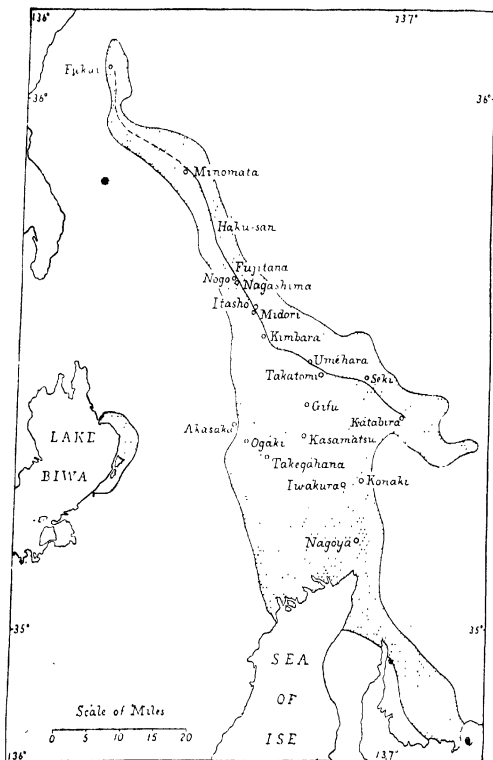 136°
137°
36°
36°
Fukui
Minomata
Haku-san
Fujitana
Nogo
Nagashima
Itasho
Midori
Kimbara
Umehara
Takatomi
Seki
Gifu
Katabira
Akasaka
Ogaki
Kasamatsu
Takegahana
Iwakura
Konaki
LAKE
BIWA
Nagoya
35°
35°
SEA
OF
ISE
Scale of Miles
0 5 10 20
136°
137°